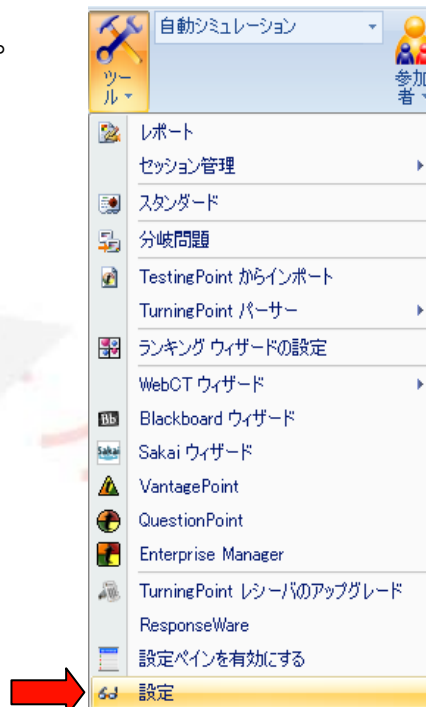 。
自動シミュレーション
ツー
ル
参加
者
レポート
セッション管理
スタンダード
分岐問題
TestingPoint からインポート
TurningPoint パーサー
ランキング ウィザードの設定
WebCT ウィザード
Bb Blackboard ウィザード
Sakai Sakai ウィザード
VantagePoint
QuestionPoint
Enterprise Manager
TurningPoint レシーバのアップグレード
ResponseWare
設定ペインを有効にする
設定